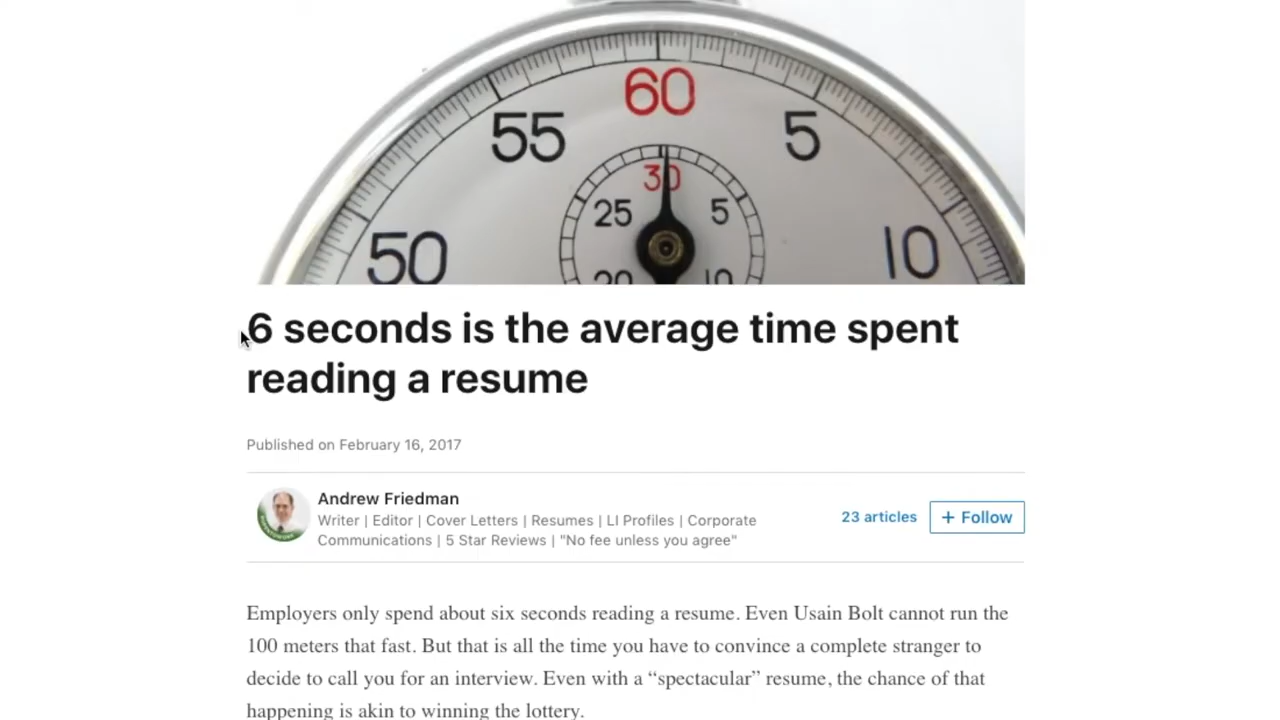 60
55
5
30
25
5
50
10
20
10
6 seconds is the average time spent
reading a resume
Published on February 16, 2017
Andrew Friedman
Writer | Editor | Cover Letters | Resumes | LI Profiles | Corporate
Communications | 5 Star Reviews | "No fee unless you agree"
23 articles
+ Follow
Employers only spend about six seconds reading a resume. Even Usain Bolt cannot run the
100 meters that fast. But that is all the time you have to convince a complete stranger to
decide to call you for an interview. Even with a “spectacular” resume, the chance of that
happening is akin to winning the lottery.